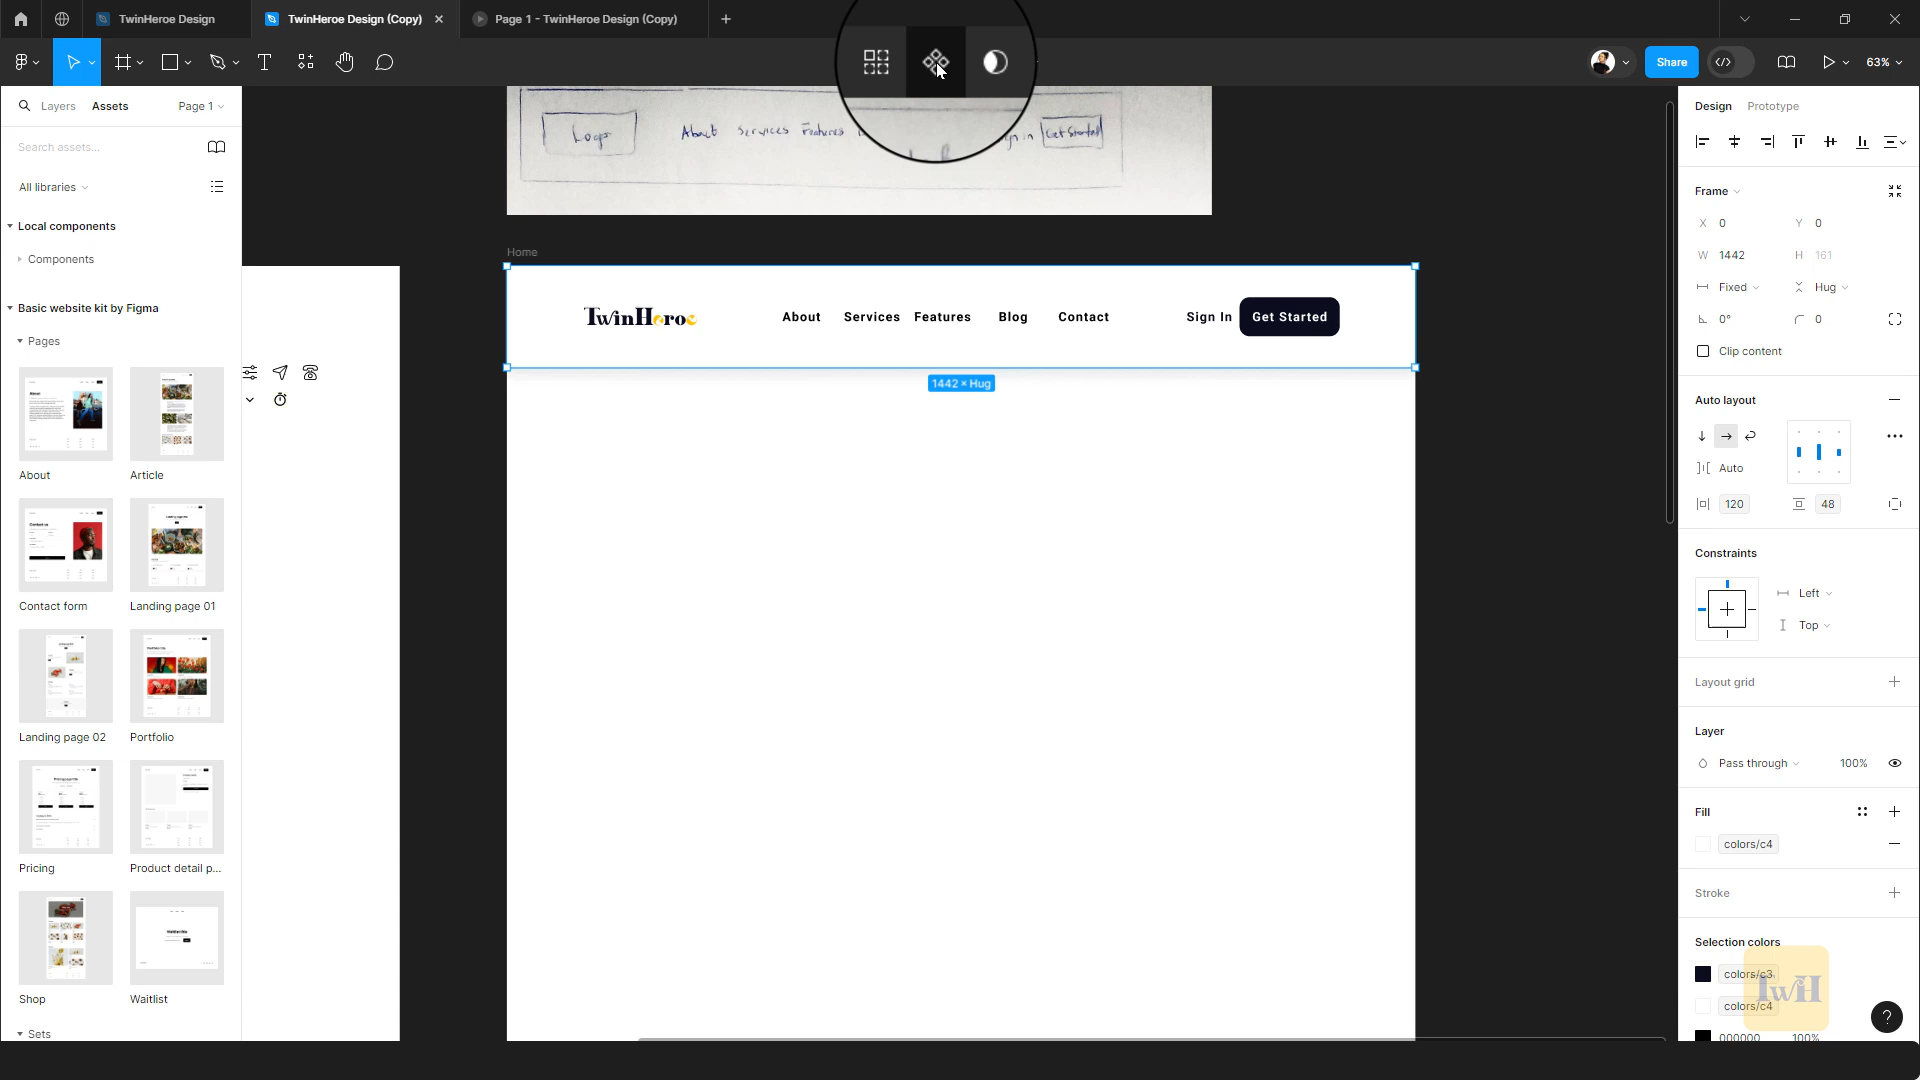 TwinHeroe Design
TwinHeroe Design (Copy)
Page 1 - TwinHeroe Design (Copy)
Share
63%
Layers
Assets
Page 1
Search assets...
All libraries
Local components
Components
Basic website kit by Figma
Pages
About
Article
Contact form
Landing page 01
Landing page 02
Portfolio
Pricing
Product detail p...
Shop
Waitlist
Sets
Logo
About
Services
Features
Get Started
Home
TwinHeroe
About
Services
Features
Blog
Contact
Sign In
Get Started
1442 × Hug
Design
Prototype
Frame
X 0
Y 0
W 1442
H 161
Fixed
Hug
0°
0
Clip content
Auto layout
Auto
120
48
Constraints
Left
Top
Layout grid
Layer
Pass through
100%
Fill
colors/c4
Stroke
Selection colors
colors/c3
colors/c4
000000
100%
TwH
?